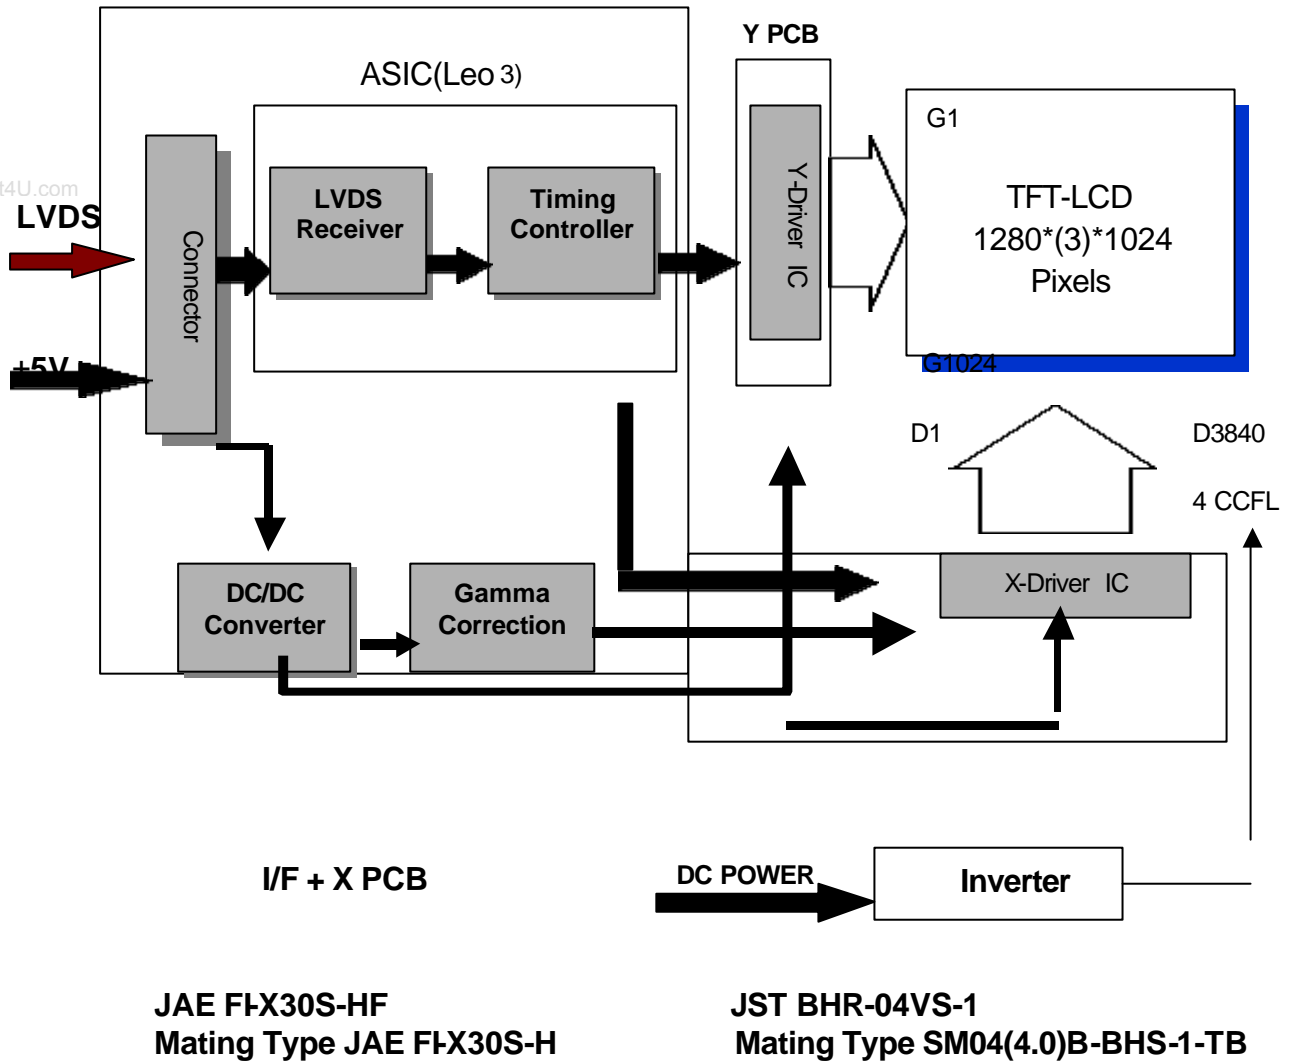 Y PCB
ASIC(Leo 3)
G1
t4U.com
LVDS
LVDS
Receiver
Timing
Controller
Y-Driver IC
TFT-LCD
1280*(3)*1024
Pixels
Connector
+5V
G1024
D1
D3840
4 CCFL
DC/DC
Converter
Gamma
Correction
X-Driver IC
I/F + X PCB
DC POWER
Inverter
JAE FI-X30S-HF
Mating Type JAE FI-X30S-H
JST BHR-04VS-1
Mating Type SM04(4.0)B-BHS-1-TB